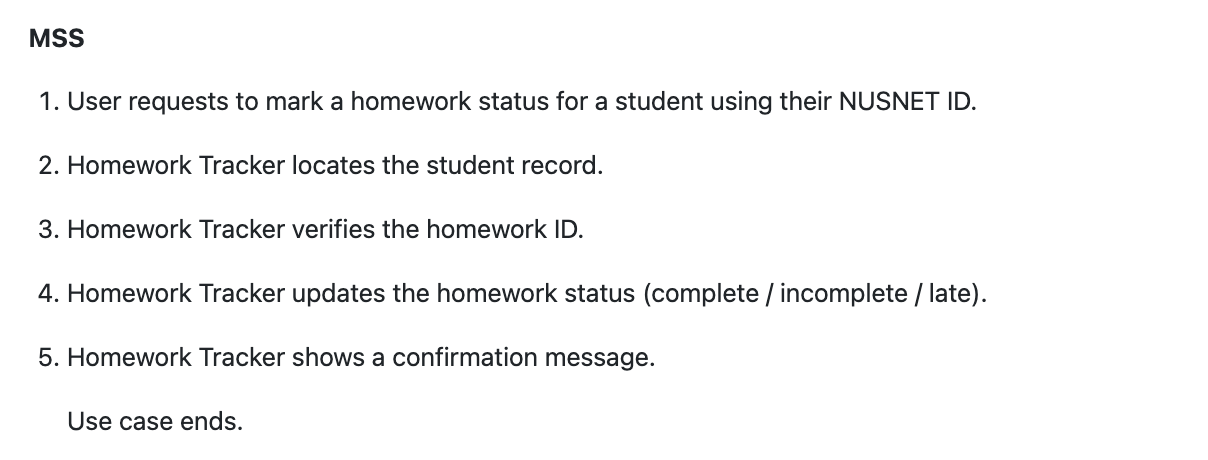 MSS
1. User requests to mark a homework status for a student using their NUSNET ID.
2. Homework Tracker locates the student record.
3. Homework Tracker verifies the homework ID.
4. Homework Tracker updates the homework status (complete / incomplete / late).
5. Homework Tracker shows a confirmation message.
Use case ends.